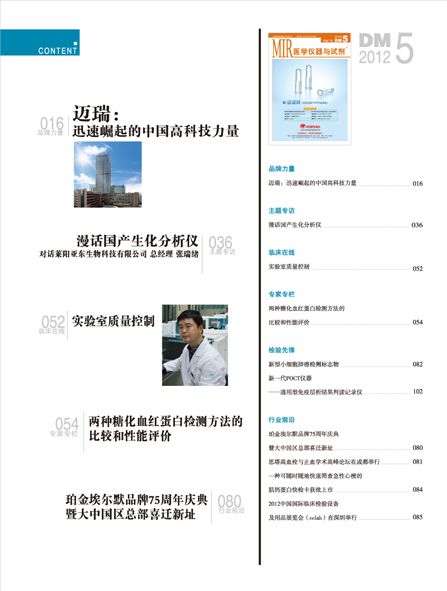 CONTENT
016
品牌力量
迈瑞：
迅速崛起的中国高科技力量
漫话国产生化分析仪
对话莱阳亚东生物科技有限公司 总经理 张瑞绪
036
主题专访
052
临床在线
实验室质量控制
054
专家专栏
两种糖化血红蛋白检测方法的
比较和性能评价
珀金埃尔默品牌75周年庆典
暨大中国区总部喜迁新址
080
行业前沿
5
MIR医学仪器与试剂
DM
2012
5
品牌力量
迈瑞：迅速崛起的中国高科技力量 016
主题专访
漫话国产生化分析仪 036
临床在线
实验室质量控制 052
专家专栏
两种糖化血红蛋白检测方法的
比较和性能评价 054
检验先锋
新型小细胞肺癌检测标志物 082
新一代POCT仪器
——通用型免疫层析结果判读记录仪 102
行业前沿
珀金埃尔默品牌75周年庆典
暨大中国区总部喜迁新址 080
思塔高血栓与止血学术高峰论坛在成都举行 081
一种可随时随地快速筛查急性心梗的
肌钙蛋白快检卡获批上市 084
2012中国国际临床检验设备
及用品展览会（celab）在深圳举行 085